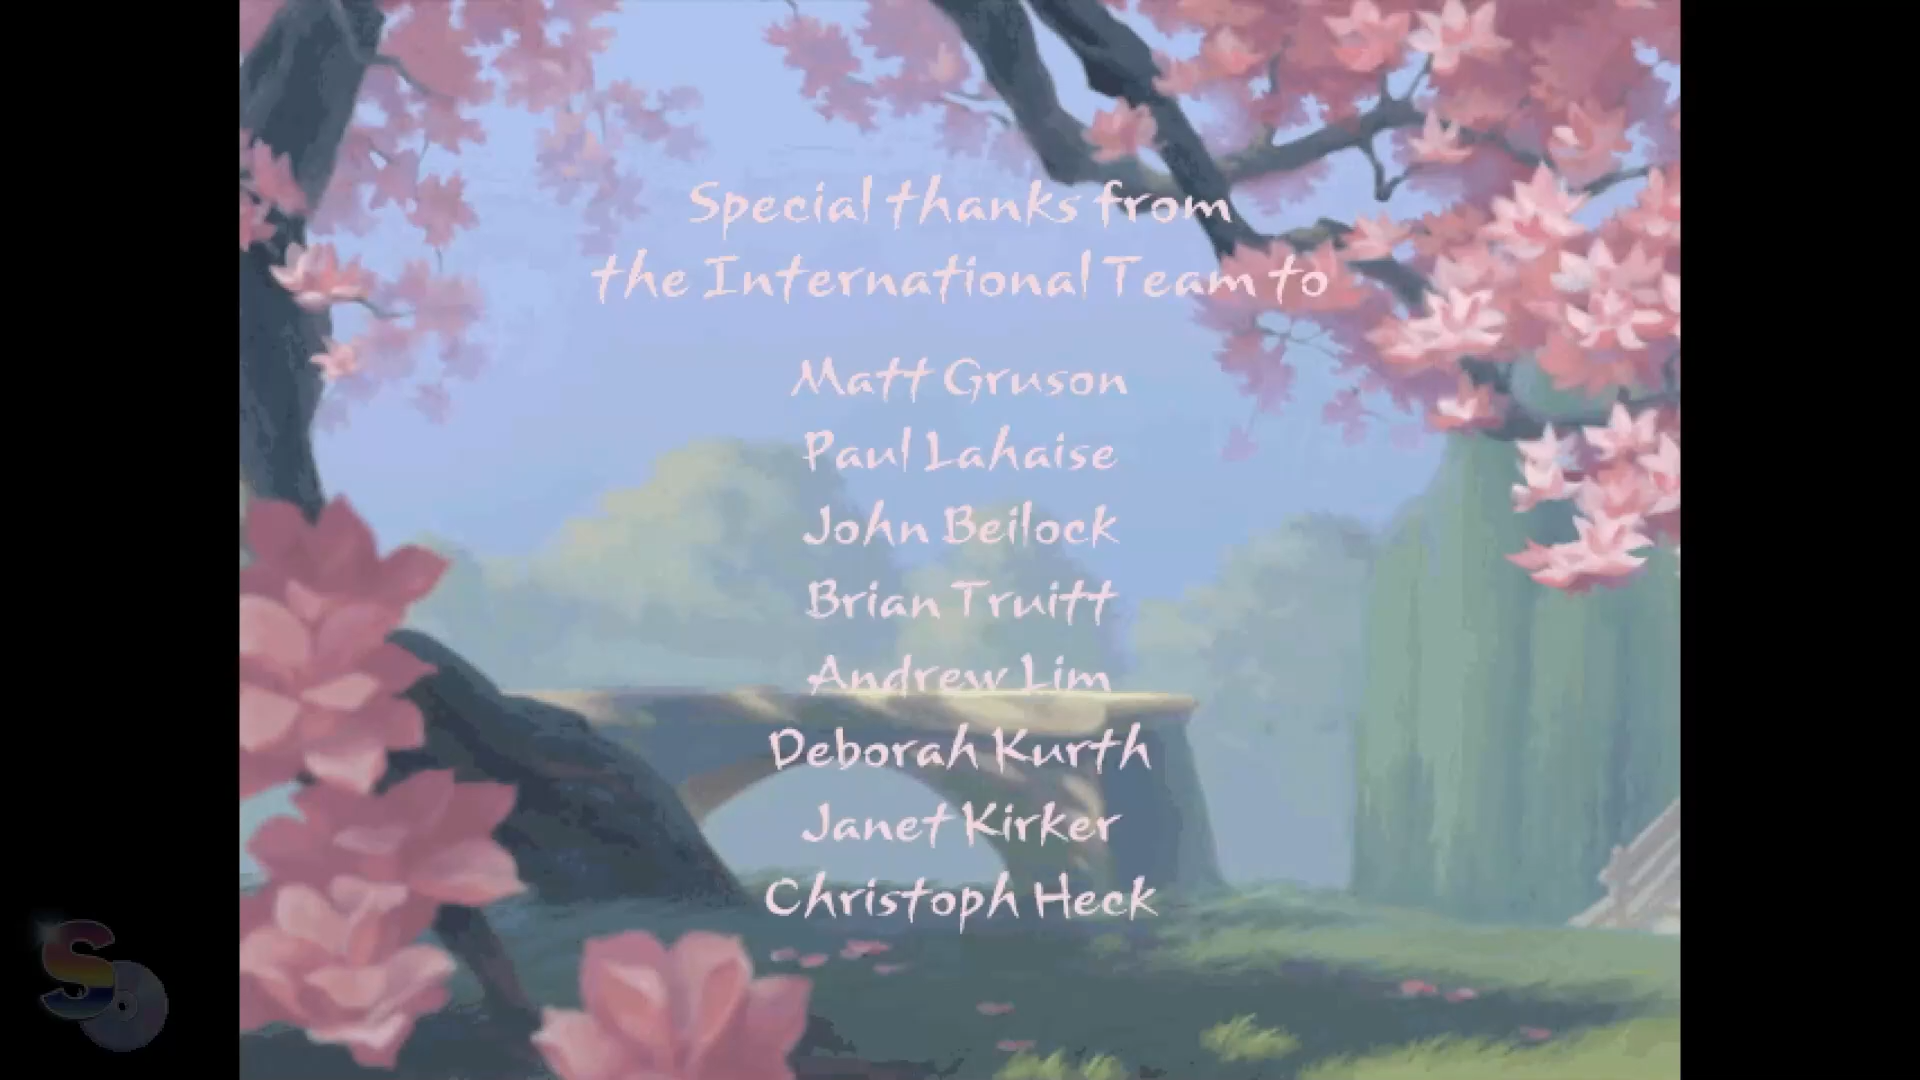 Special thanks from
the International Team to
Matt Gruson
Paul Lahaise
John Beilock
Brian Truitt
Andrew Lim
Deborah Kurth
Janet Kirker
Christoph Heck
S